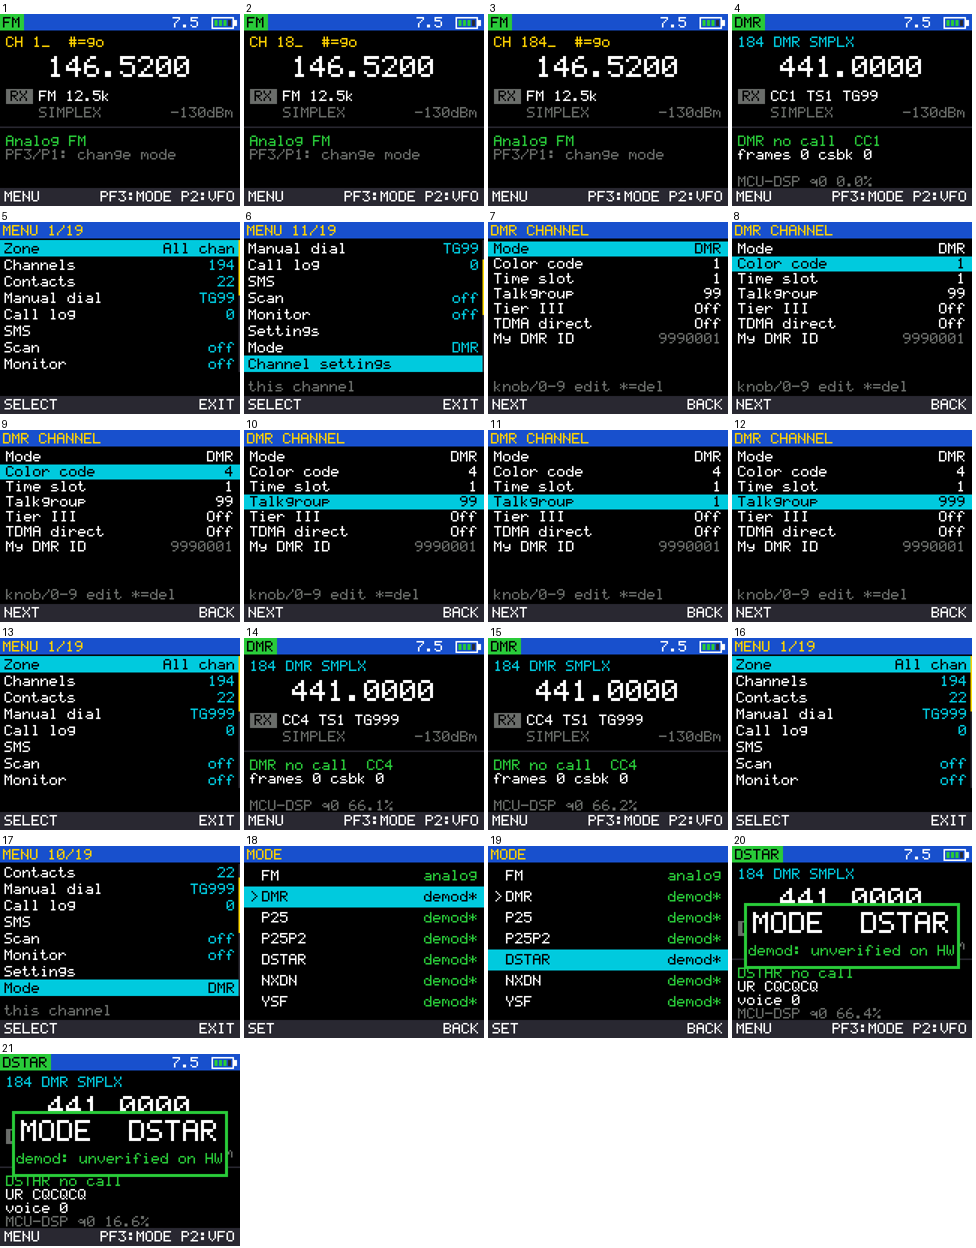 1
FM 7.5
CH 1_ #=go
146.5200
RX FM 12.5k
SIMPLEX -130dBm
Analog FM
PF3/P1: change mode
MENU PF3:MODE P2:VFO
2
FM 7.5
CH 18_ #=go
146.5200
RX FM 12.5k
SIMPLEX -130dBm
Analog FM
PF3/P1: change mode
MENU PF3:MODE P2:VFO
3
FM 7.5
CH 184_ #=go
146.5200
RX FM 12.5k
SIMPLEX -130dBm
Analog FM
PF3/P1: change mode
MENU PF3:MODE P2:VFO
4
DMR 7.5
184 DMR SMPLX
441.0000
RX CC1 TS1 TG99
SIMPLEX -130dBm
DMR no call CC1
frames 0 csbk 0
MCU-DSP q0 0.0%
MENU PF3:MODE P2:VFO
5
MENU 1/19
Zone All chan
Channels 194
Contacts 22
Manual dial TG99
Call log 0
SMS
Scan off
Monitor off
SELECT EXIT
6
MENU 11/19
Manual dial TG99
Call log 0
SMS
Scan off
Monitor off
Settings
Mode DMR
Channel settings
this channel
SELECT EXIT
7
DMR CHANNEL
Mode DMR
Color code 1
Time slot 1
Talkgroup 99
Tier III Off
TDMA direct Off
My DMR ID 9990001
knob/0-9 edit *=del
NEXT BACK
8
DMR CHANNEL
Mode DMR
Color code 1
Time slot 1
Talkgroup 99
Tier III Off
TDMA direct Off
My DMR ID 9990001
knob/0-9 edit *=del
NEXT BACK
9
DMR CHANNEL
Mode DMR
Color code 4
Time slot 1
Talkgroup 99
Tier III Off
TDMA direct Off
My DMR ID 9990001
knob/0-9 edit *=del
NEXT BACK
10
DMR CHANNEL
Mode DMR
Color code 4
Time slot 1
Talkgroup 99
Tier III Off
TDMA direct Off
My DMR ID 9990001
knob/0-9 edit *=del
NEXT BACK
11
DMR CHANNEL
Mode DMR
Color code 4
Time slot 1
Talkgroup 1
Tier III Off
TDMA direct Off
My DMR ID 9990001
knob/0-9 edit *=del
NEXT BACK
12
DMR CHANNEL
Mode DMR
Color code 4
Time slot 1
Talkgroup 999
Tier III Off
TDMA direct Off
My DMR ID 9990001
knob/0-9 edit *=del
NEXT BACK
13
MENU 1/19
Zone All chan
Channels 194
Contacts 22
Manual dial TG999
Call log 0
SMS
Scan off
Monitor off
SELECT EXIT
14
DMR 7.5
184 DMR SMPLX
441.0000
RX CC4 TS1 TG999
SIMPLEX -130dBm
DMR no call CC4
frames 0 csbk 0
MCU-DSP q0 66.1%
MENU PF3:MODE P2:VFO
15
DMR 7.5
184 DMR SMPLX
441.0000
RX CC4 TS1 TG999
SIMPLEX -130dBm
DMR no call CC4
frames 0 csbk 0
MCU-DSP q0 66.2%
MENU PF3:MODE P2:VFO
16
MENU 1/19
Zone All chan
Channels 194
Contacts 22
Manual dial TG999
Call log 0
SMS
Scan off
Monitor off
SELECT EXIT
17
MENU 10/19
Contacts 22
Manual dial TG999
Call log 0
SMS
Scan off
Monitor off
Settings
Mode DMR
this channel
SELECT EXIT
18
MODE
FM analog
>DMR demod*
P25 demod*
P25P2 demod*
DSTAR demod*
NXDN demod*
YSF demod*
SET BACK
19
MODE
FM analog
>DMR demod*
P25 demod*
P25P2 demod*
DSTAR demod*
NXDN demod*
YSF demod*
SET BACK
20
DSTAR 7.5
184 DMR SMPLX
441 0000
MODE DSTAR
demod: unverified on HW
DSTAR no call
UR CQCQCQ
voice 0
MCU-DSP q0 66.4%
MENU PF3:MODE P2:VFO
21
DSTAR 7.5
184 DMR SMPLX
441 0000
MODE DSTAR
demod: unverified on HW
DSTAR no call
UR CQCQCQ
voice 0
MCU-DSP q0 16.6%
MENU PF3:MODE P2:VFO